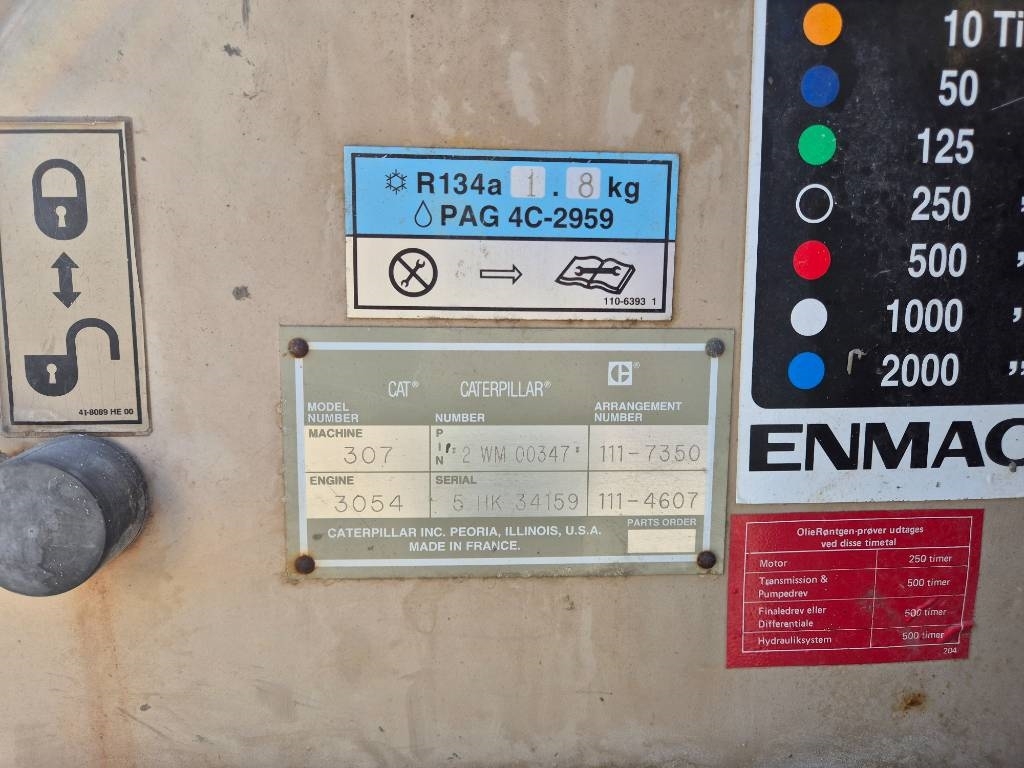 41-8089 HE 00
R134a 1.8 kg
PAG 4C-2959
110-6393 1
CAT® CATERPILLAR®
MODEL NUMBER NUMBER ARRANGEMENT NUMBER
MACHINE
307
PIN
2 WM 00347
111-7350
ENGINE
3054
SERIAL
5 HK 34159
111-4607
CATERPILLAR INC. PEORIA, ILLINOIS, U.S.A.
MADE IN FRANCE.
PARTS ORDER
10 Ti
50
125
250 "
500 "
1000 "
2000 "
ENMAC
OlieRøntgen-prøver udtages
ved disse timetal
Motor 250 timer
Transmission &
Pumpedrev 500 timer
Finaledrev eller
Differentiale 500 timer
Hydrauliksystem 500 timer
204